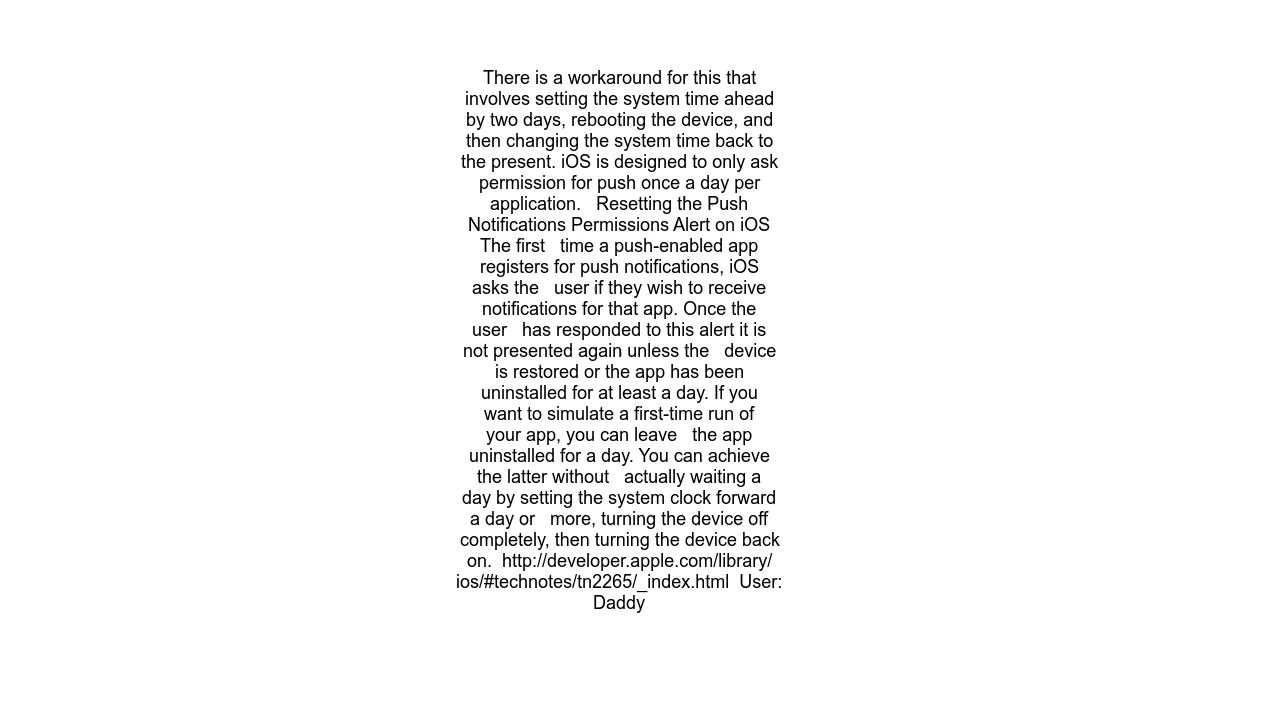 There is a workaround for this that
involves setting the system time ahead
by two days, rebooting the device, and
then changing the system time back to
the present. iOS is designed to only ask
permission for push once a day per
application.   Resetting the Push
Notifications Permissions Alert on iOS
The first   time a push-enabled app
registers for push notifications, iOS
asks the   user if they wish to receive
notifications for that app. Once the
user   has responded to this alert it is
not presented again unless the   device
is restored or the app has been
uninstalled for at least a day. If you
want to simulate a first-time run of
your app, you can leave   the app
uninstalled for a day. You can achieve
the latter without   actually waiting a
day by setting the system clock forward
a day or   more, turning the device off
completely, then turning the device back
on.  http://developer.apple.com/library/
ios/#technotes/tn2265/_index.html  User:
Daddy